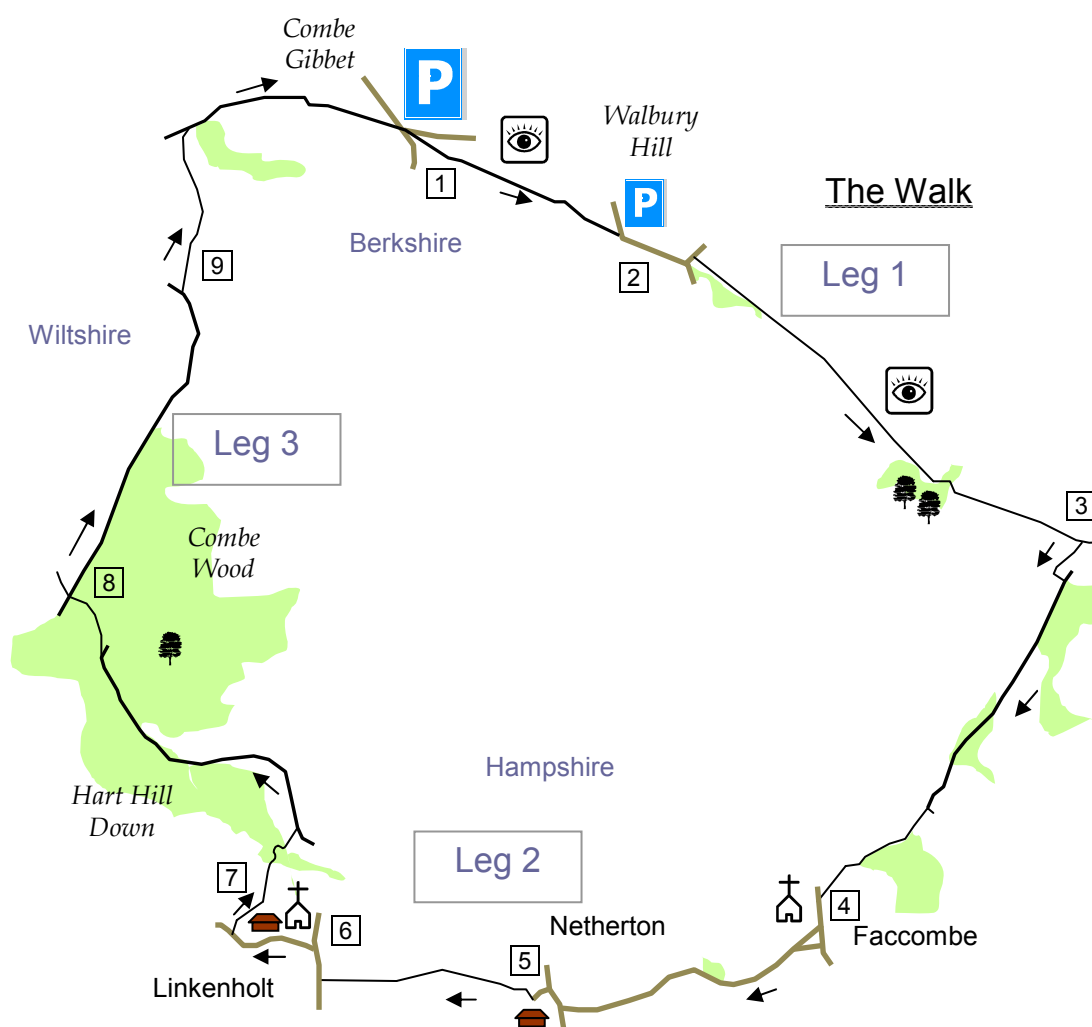 Combe
Gibbet
P
Walbury
Hill
P
1
The Walk
Berkshire
2
Leg 1
9
Wiltshire
Leg 3
3
Combe
Wood
8
Hampshire
Hart Hill
Down
Leg 2
7
4
Netherton
6
Faccombe
5
Linkenholt